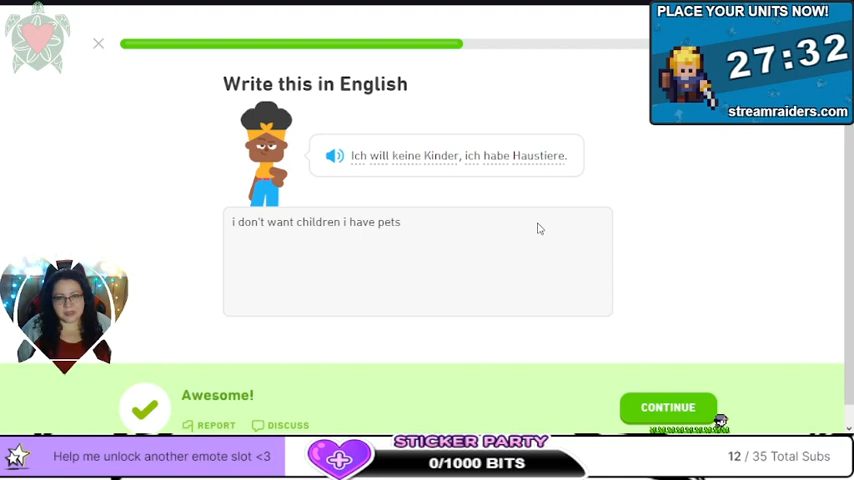 PLACE YOUR UNITS NOW!
27:32
streamraiders.com
Write this in English
Ich will keine Kinder, ich habe Haustiere.
i don't want children i have pets
Awesome!
REPORT
DISCUSS
CONTINUE
Help me unlock another emote slot <3
STICKER PARTY
0/1000 BITS
12 / 35 Total Subs